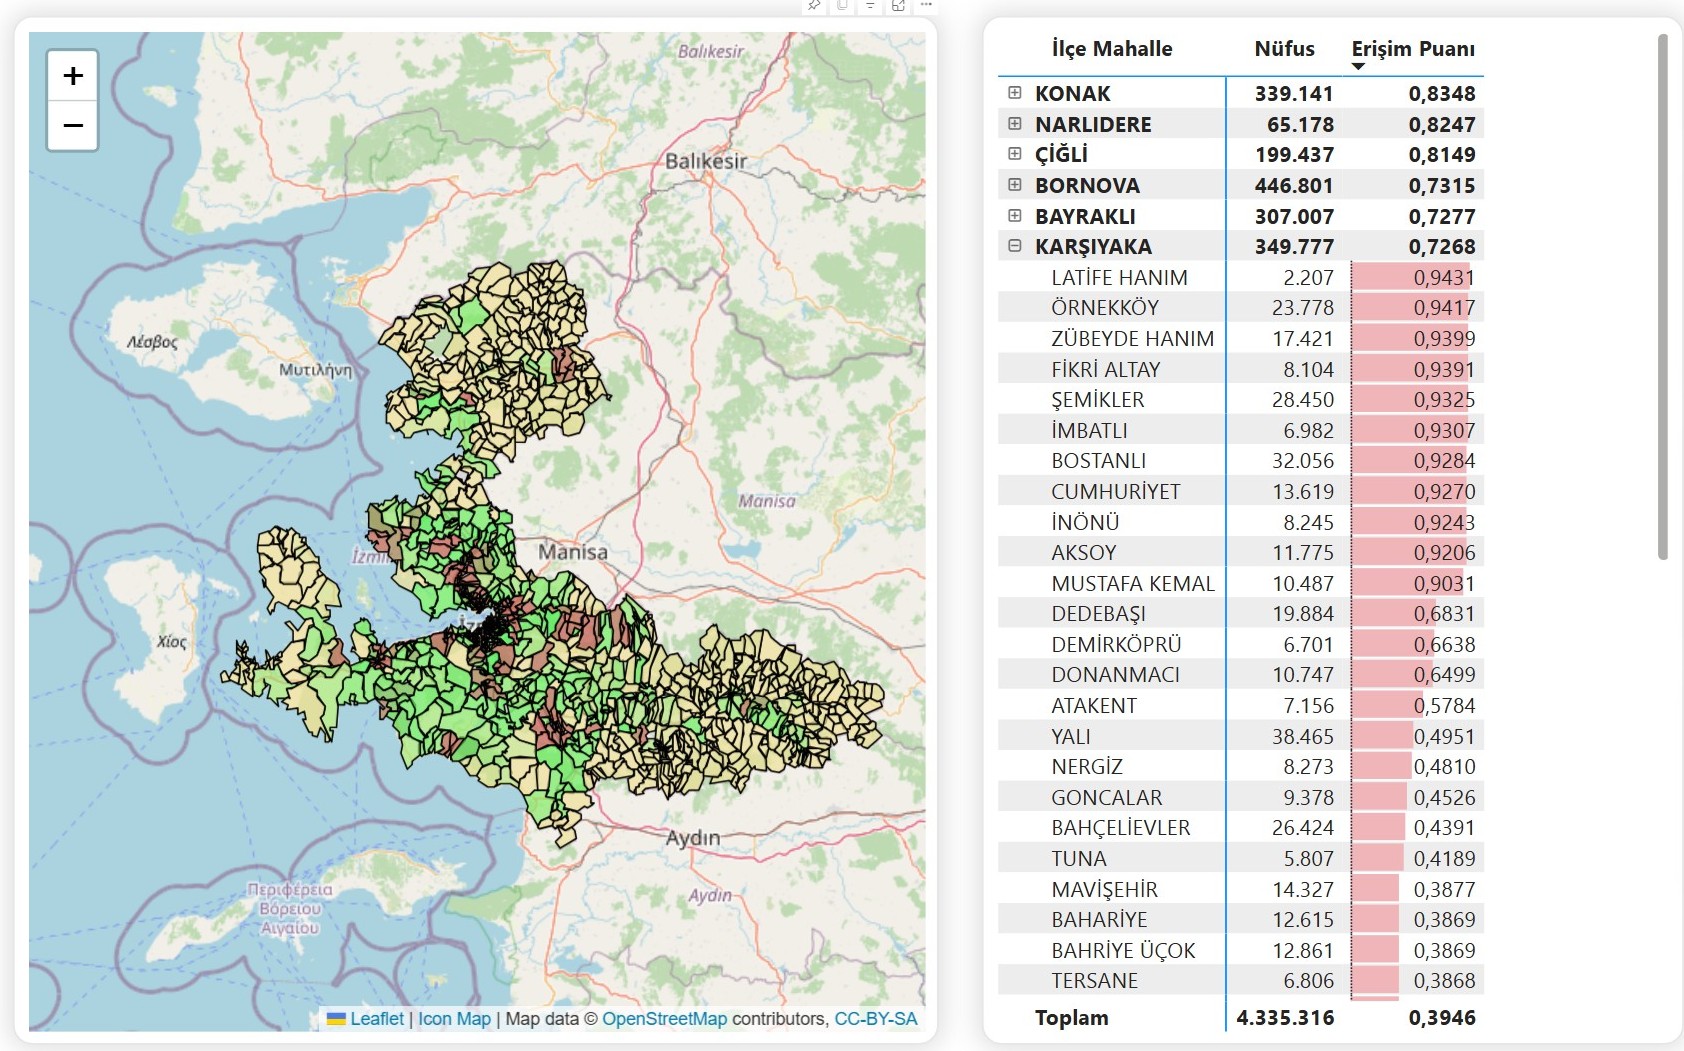 +
−
Balıkesir
Balıkesir
Λέσβος
Μυτιλήνη
Manisa
Manisa
İzmi
İz
Χίος
Aydın
Aydın
Περιφέρεια
Βόρειου
Αιγαίου
Leaflet | Icon Map | Map data © OpenStreetMap contributors, CC-BY-SA
İlçe Mahalle Nüfus Erişim Puanı
KONAK 339.141 0,8348
NARLIDERE 65.178 0,8247
ÇİĞLİ 199.437 0,8149
BORNOVA 446.801 0,7315
BAYRAKLI 307.007 0,7277
KARŞIYAKA 349.777 0,7268
LATİFE HANIM 2.207 0,9431
ÖRNEKKÖY 23.778 0,9417
ZÜBEYDE HANIM 17.421 0,9399
FİKRİ ALTAY 8.104 0,9391
ŞEMİKLER 28.450 0,9325
İMBATLI 6.982 0,9307
BOSTANLI 32.056 0,9284
CUMHURİYET 13.619 0,9270
İNÖNÜ 8.245 0,9243
AKSOY 11.775 0,9206
MUSTAFA KEMAL 10.487 0,9031
DEDEBAŞI 19.884 0,6831
DEMİRKÖPRÜ 6.701 0,6638
DONANMACI 10.747 0,6499
ATAKENT 7.156 0,5784
YALI 38.465 0,4951
NERGİZ 8.273 0,4810
GONCALAR 9.378 0,4526
BAHÇELİEVLER 26.424 0,4391
TUNA 5.807 0,4189
MAVİŞEHİR 14.327 0,3877
BAHARİYE 12.615 0,3869
BAHRİYE ÜÇOK 12.861 0,3869
TERSANE 6.806 0,3868
Toplam 4.335.316 0,3946